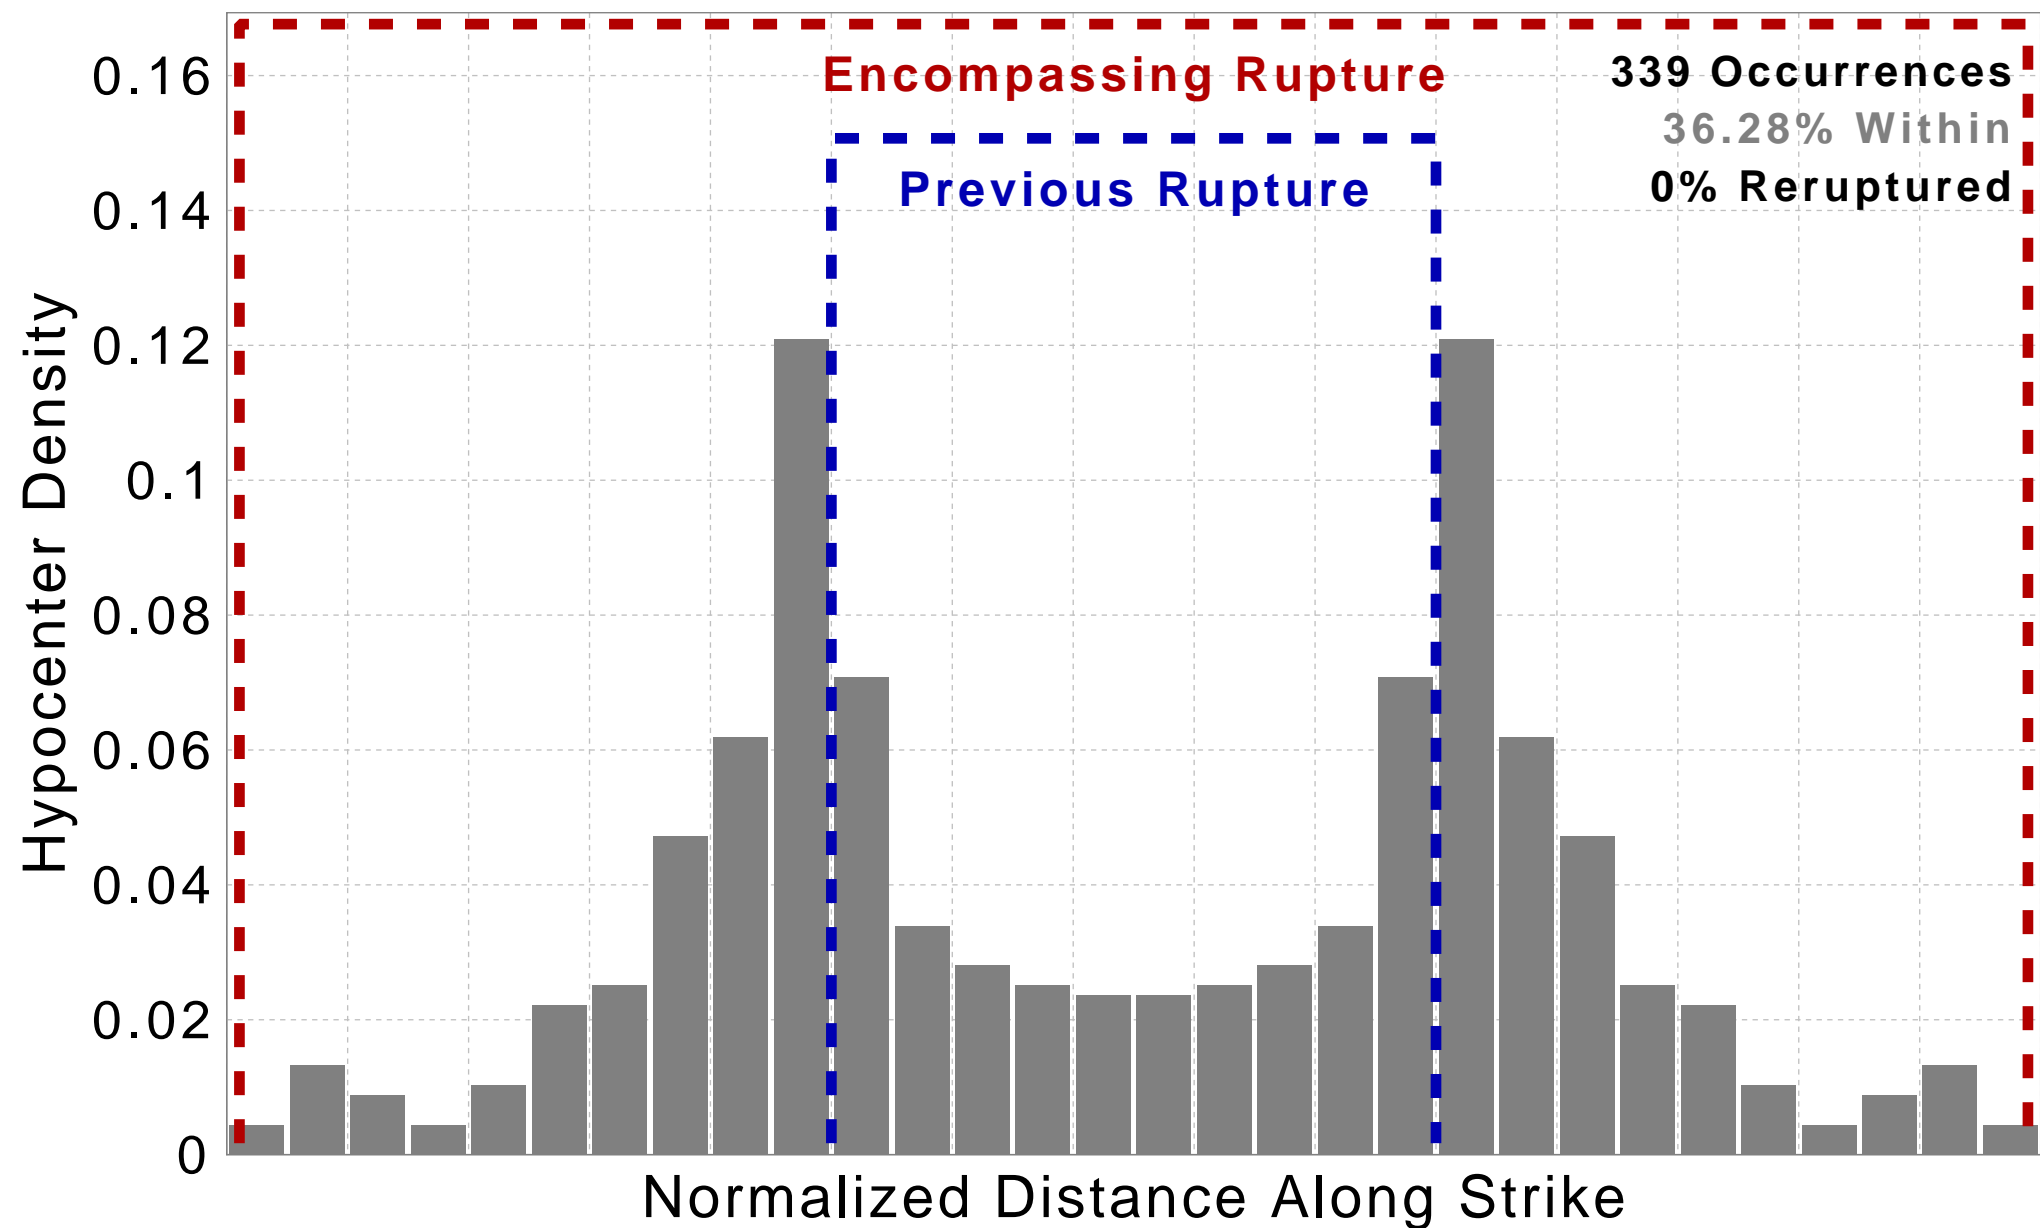 Encompassing Rupture
339 Occurrences
36.28% Within
Previous Rupture
0% Reruptured
Hypocenter Density
0.16
0.14
0.12
0.1
0.08
0.06
0.04
0.02
0
Normalized Distance Along Strike